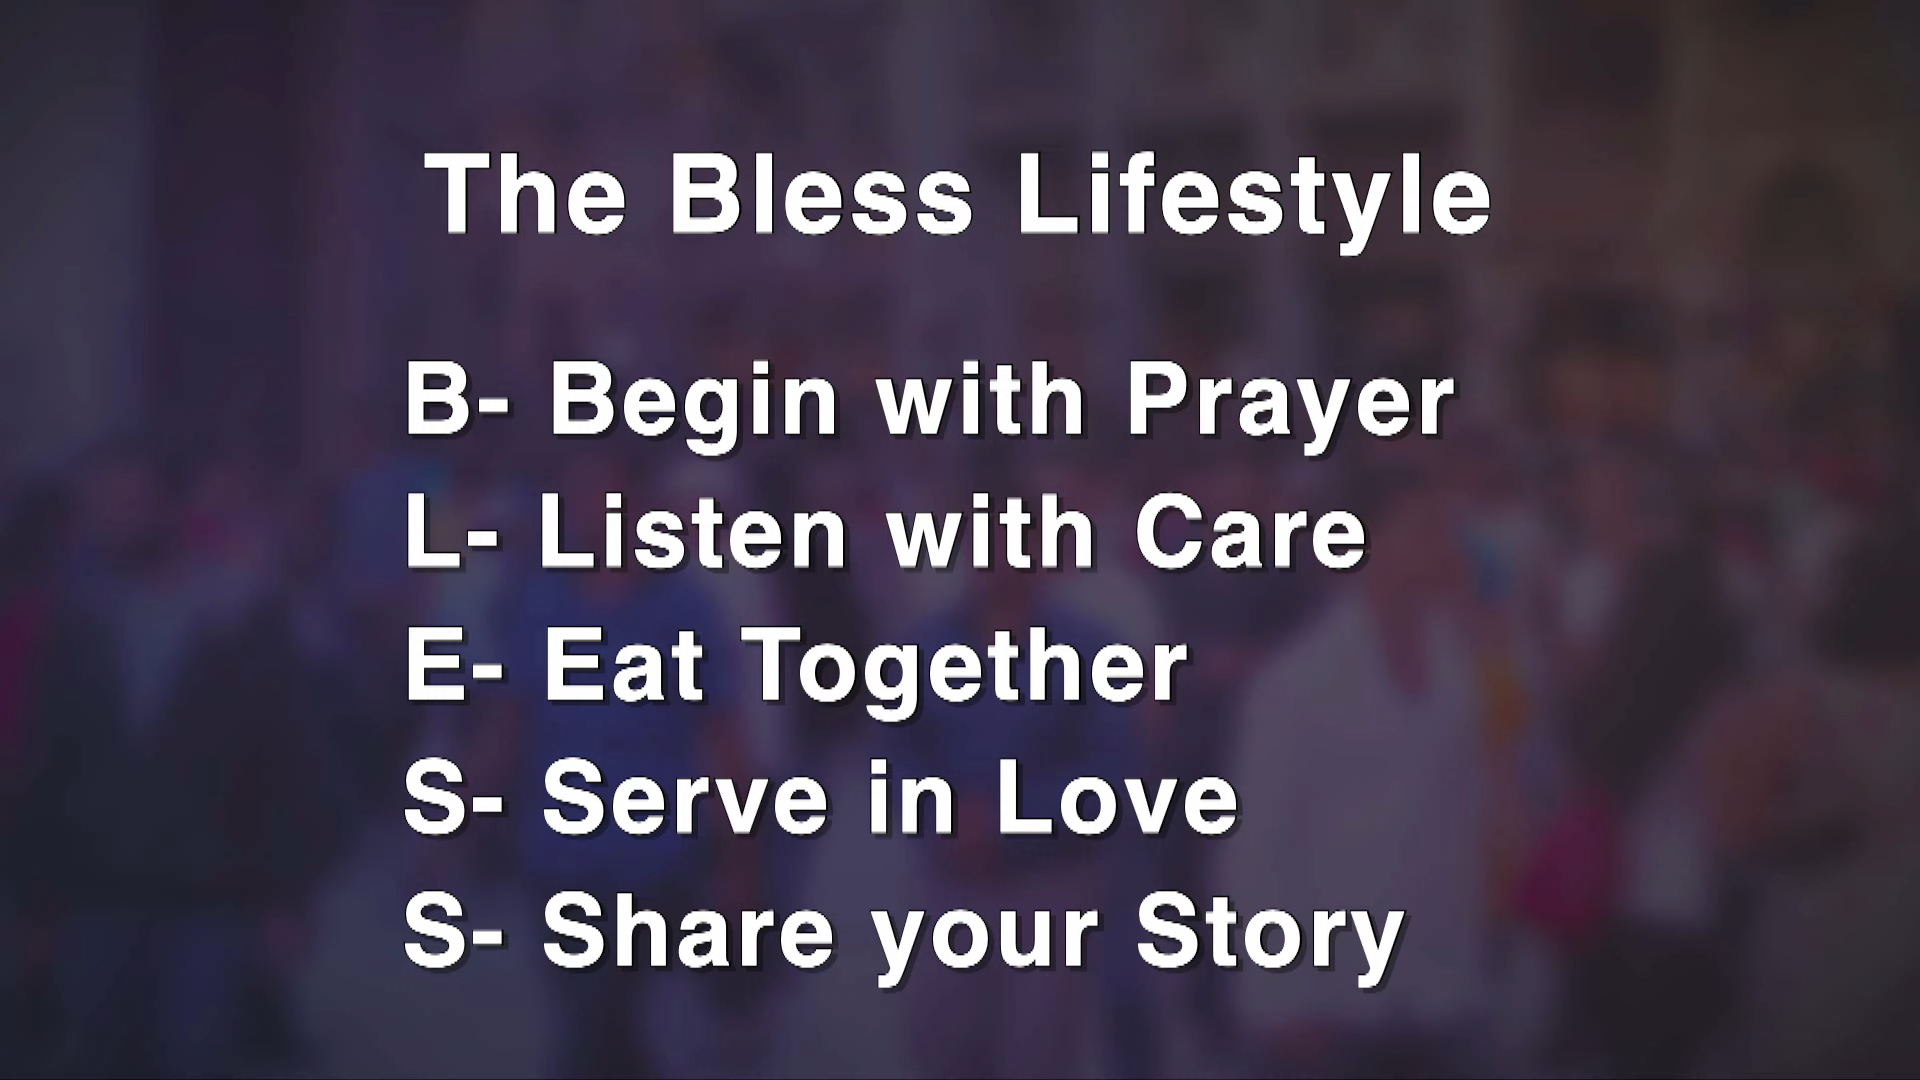 The Bless Lifestyle
B- Begin with Prayer
L- Listen with Care
E- Eat Together
S- Serve in Love
S- Share your Story